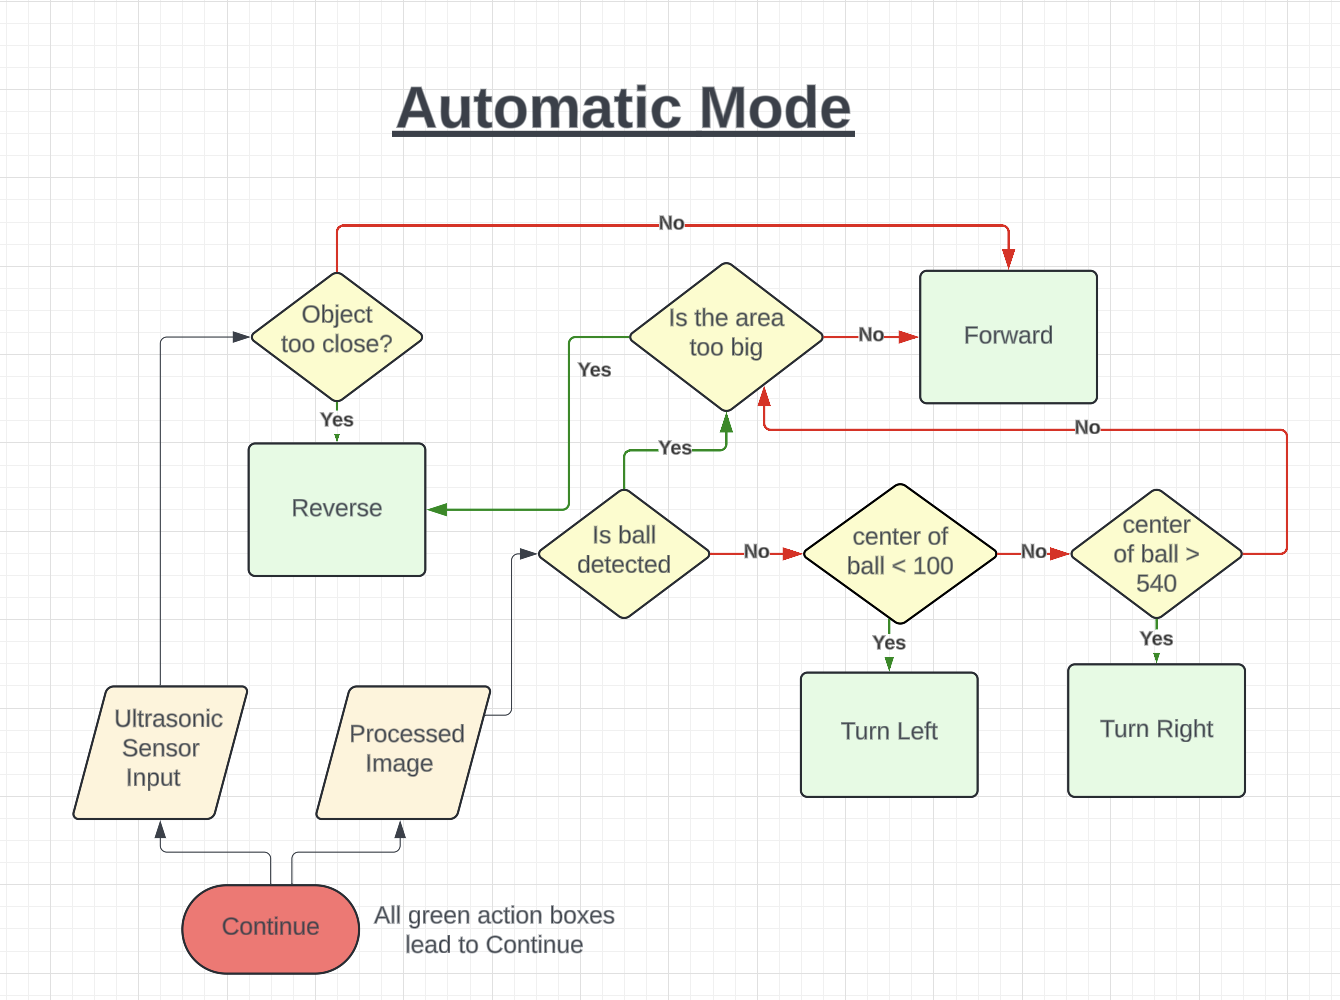 Automatic Mode
No
Object
too close?
Yes
Reverse
Is the area
too big
No
Forward
Yes
No
Yes
Is ball
detected
No
center of
ball < 100
No
center
of ball >
540
Yes
Turn Left
Yes
Turn Right
Ultrasonic
Sensor
Input
Processed
Image
Continue
All green action boxes
lead to Continue